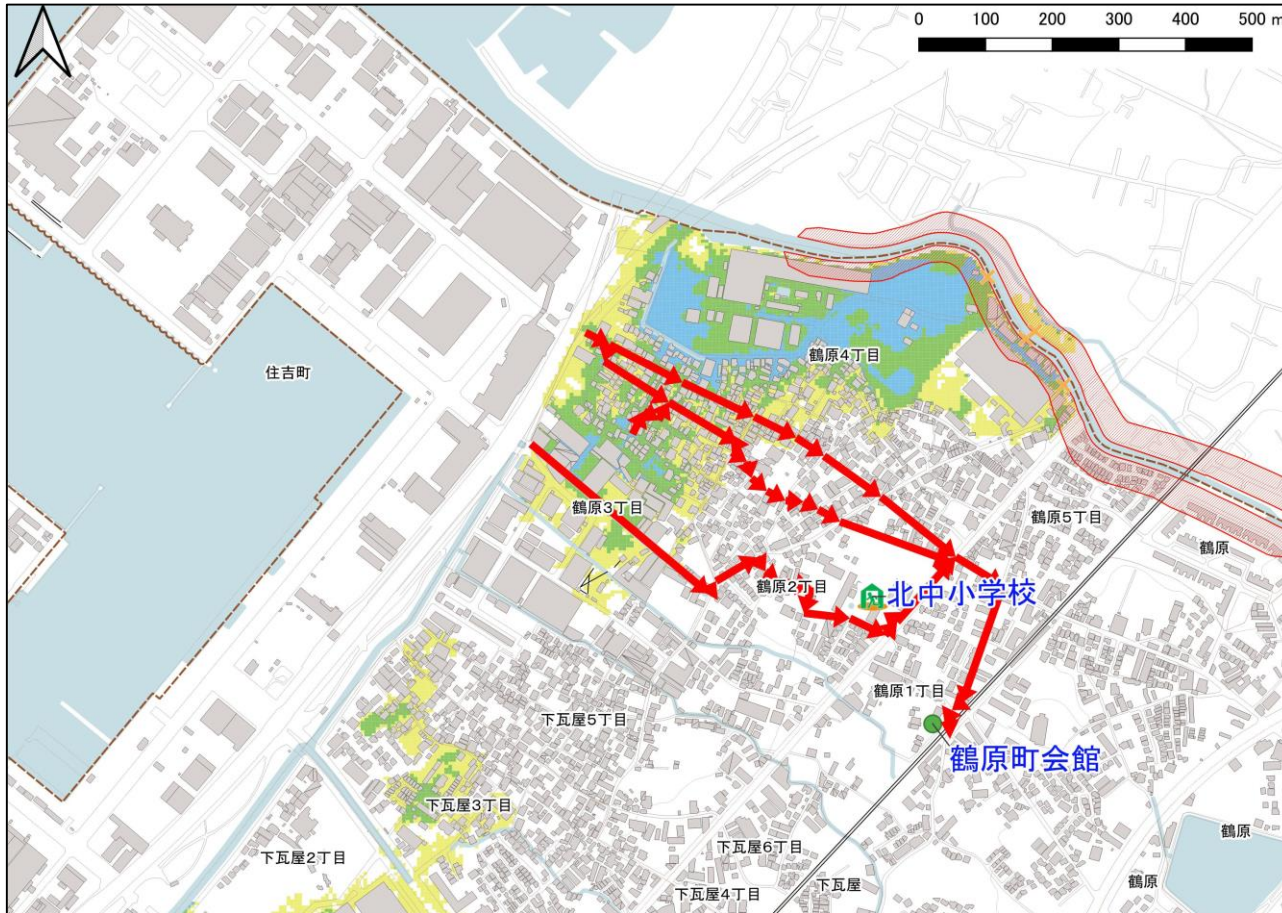 0 100 200 300 400 500 m
住吉町
鶴原4丁目
鶴原3丁目
鶴原5丁目
鶴原
鶴原2丁目
北中小学校
鶴原1丁目
下瓦屋5丁目
鶴原町会館
下瓦屋3丁目
鶴原
下瓦屋2丁目
下瓦屋6丁目
下瓦屋4丁目
下瓦屋
鶴原